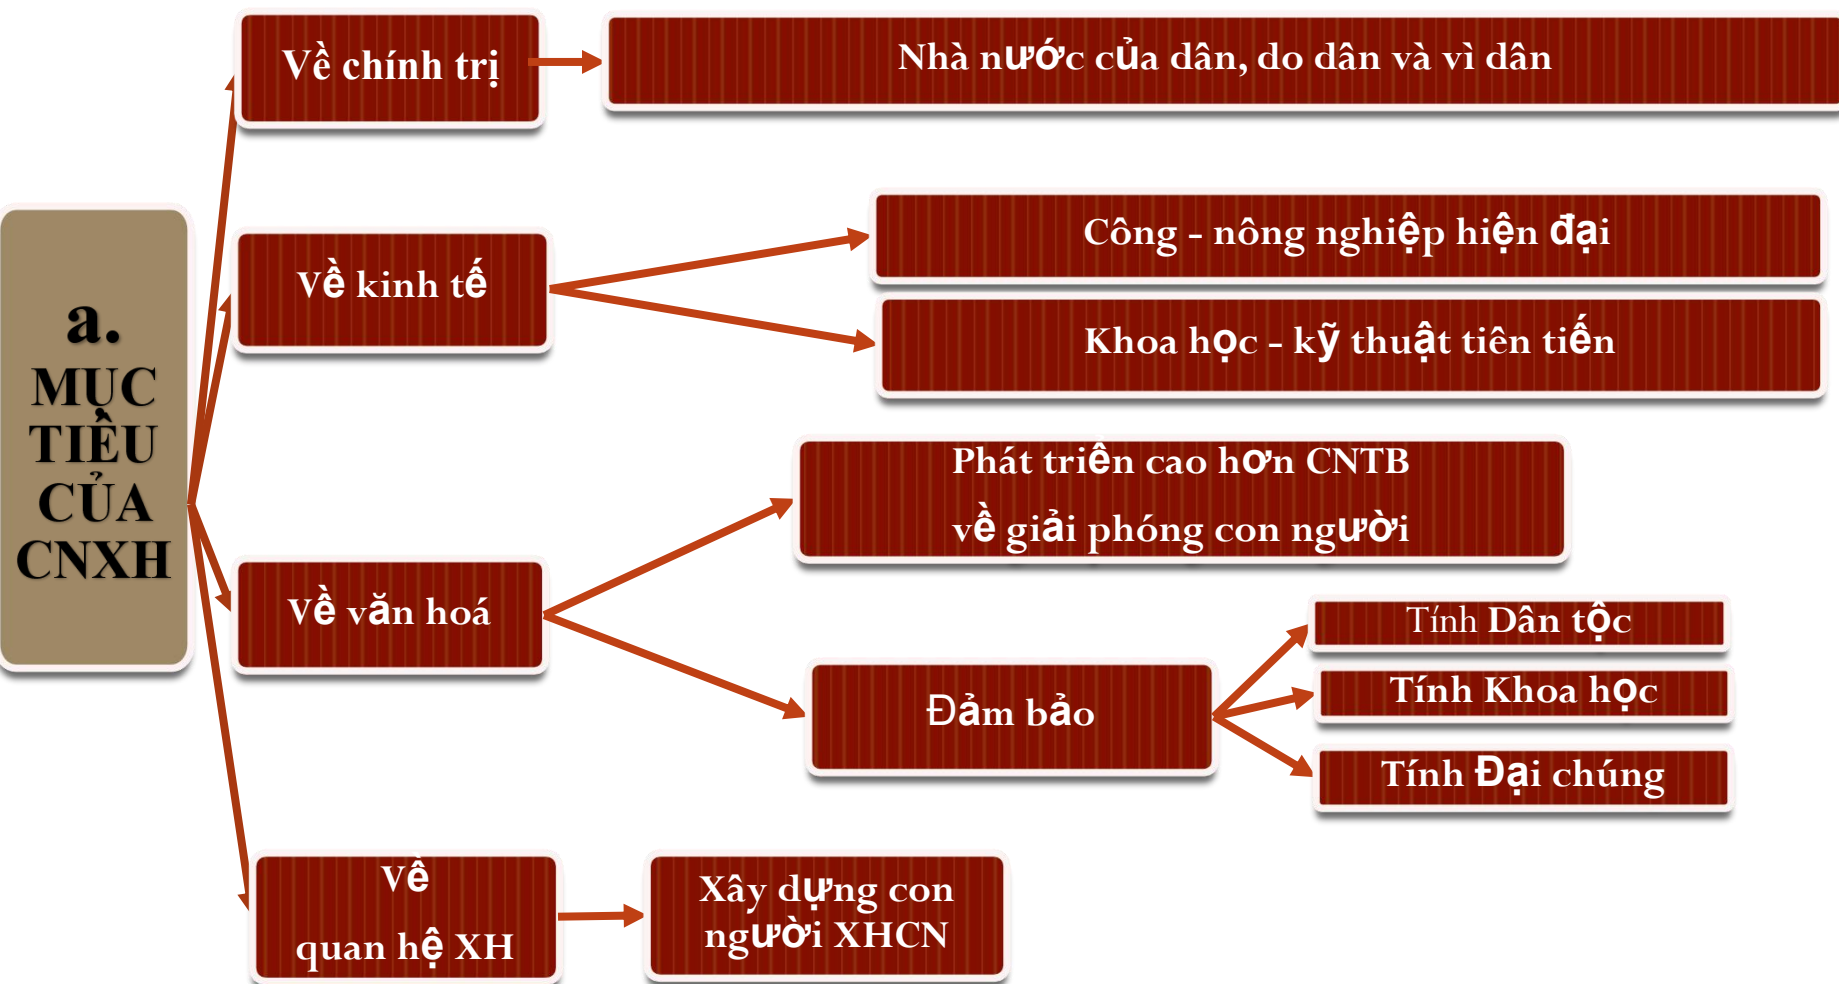 a.
MỤC
TIÊU
CỦA
CNXH
Về chính trị
Nhà nước của dân, do dân và vì dân
Về kinh tế
Công - nông nghiệp hiện đại
Khoa học - kỹ thuật tiên tiến
Về văn hoá
Phát triển cao hơn CNTB
về giải phóng con người
Đảm bảo
Tính Dân tộc
Tính Khoa học
Tính Đại chúng
Về
quan hệ XH
Xây dựng con
người XHCN